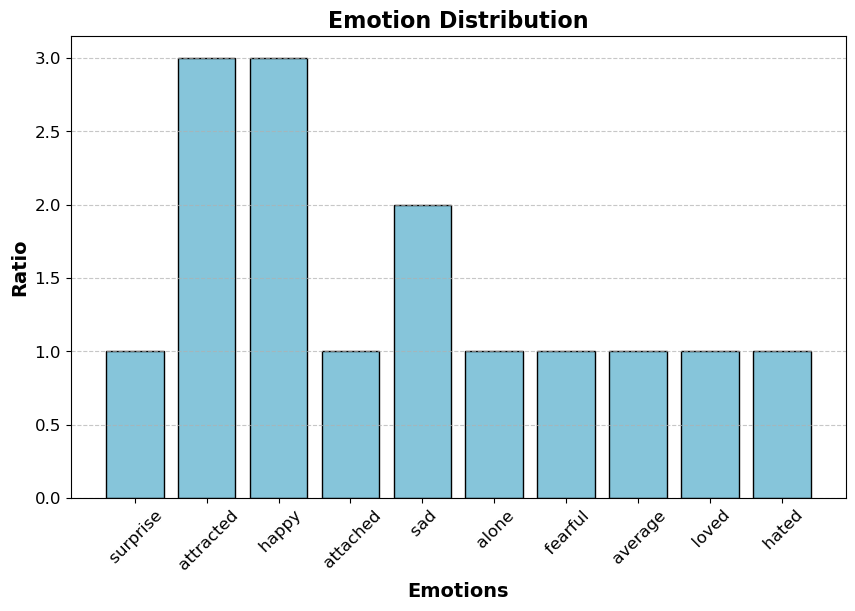 Emotion Distribution
Ratio
3.0
2.5
2.0
1.5
1.0
0.5
0.0
surprise
attracted
happy
attached
sad
alone
fearful
average
loved
hated
Emotions